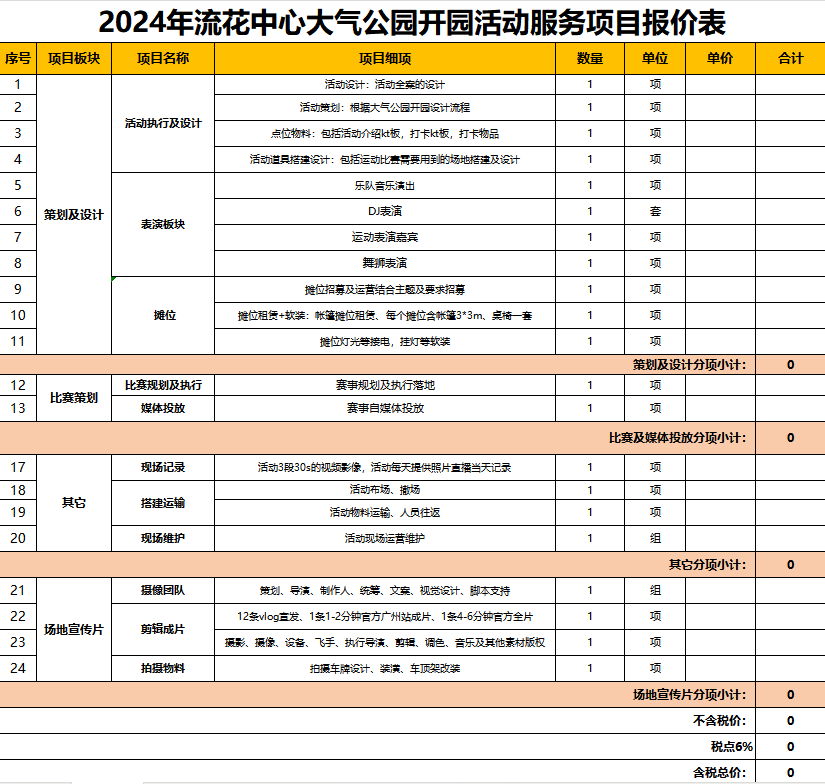 2024年流花中心大气公园开园活动服务项目报价表
序号 项目板块 项目名称 项目细项 数量 单位 单价 合计
1 策划及设计 活动执行及设计 活动设计：活动全案的设计 1 项
2 活动策划：根据大气公园开园设计流程 1 项
3 点位物料：包括活动介绍kt板，打卡kt板，打卡物品 1 项
4 活动道具搭建设计：包括运动比赛需要用到的场地搭建及设计 1 项
5 表演板块 乐队音乐演出 1 项
6 DJ表演 1 套
7 运动表演嘉宾 1 项
8 舞狮表演 1 项
9 摊位 摊位招募及运营结合主题及要求招募 1 项
10 摊位租赁+软装：帐篷摊位租赁、每个摊位含帐篷3*3m、桌椅一套 1 项
11 摊位灯光等接电，挂灯等软装 1 项
策划及设计分项小计： 0
12 比赛策划 比赛规划及执行 赛事规划及执行落地 1 项
13 媒体投放 赛事自媒体投放 1 项
比赛及媒体投放分项小计： 0
17 其它 现场记录 活动3段30s的视频影像，活动每天提供照片直播当天记录 1 项
18 搭建运输 活动布场、撤场 1 项
19 活动物料运输、人员往返 1 项
20 现场维护 活动现场运营维护 1 组
其它分项小计： 0
21 场地宣传片 摄像团队 策划、导演、制作人、统筹、文案、视觉设计、脚本支持 1 组
22 剪辑成片 12条vlog宣发、1条1-2分钟官方广州站成片、1条4-6分钟官方全片 1 项
23 摄影、摄像、设备、飞手、执行导演、剪辑、调色、音乐及其他素材版权 1 项
24 拍摄物料 拍摄车牌设计、装潢、车顶架改装 1 项
场地宣传片分项小计： 0
不含税价： 0
税点6% 0
含税总价： 0